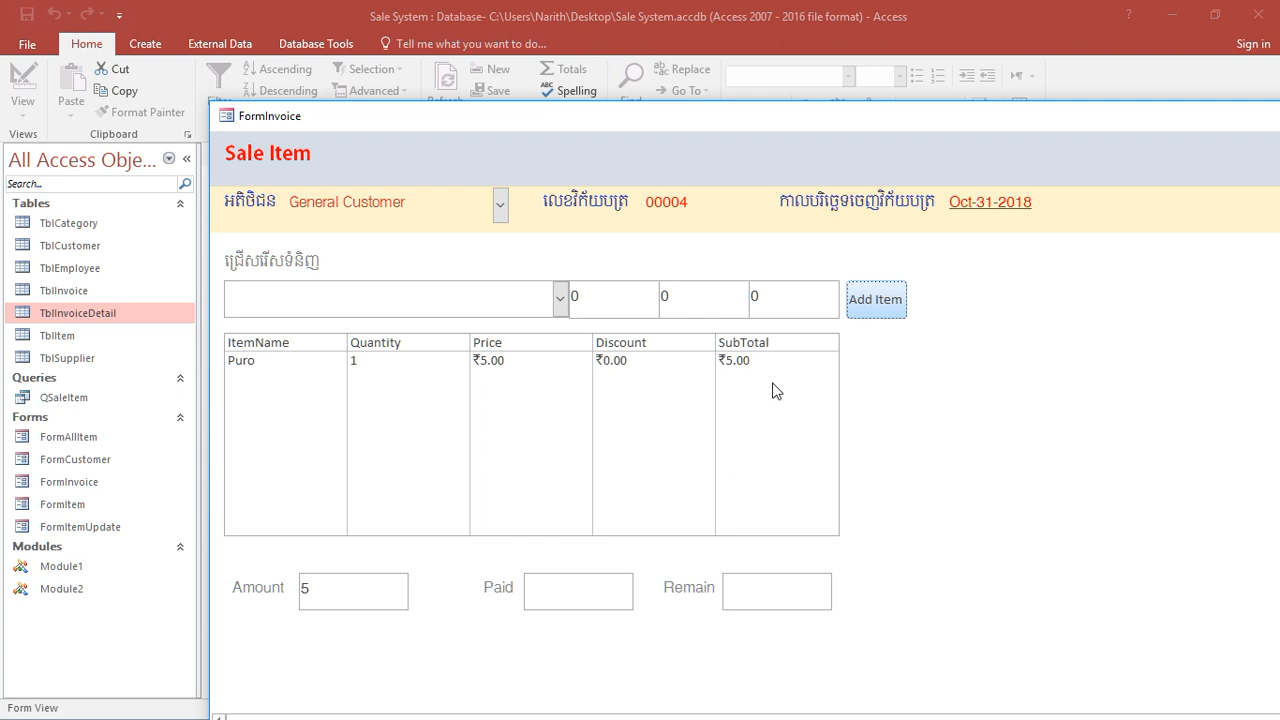 Sale System : Database- C:\Users\Narith\Desktop\Sale System.accdb (Access 2007 - 2016 file format) - Access
File Home Create External Data Database Tools Tell me what you want to do... Sign in
View
Views
Paste
Cut
Copy
Format Painter
Clipboard
Ascending
Descending
Selection
Advanced
New
Save
Totals
Spelling
Replace
Go To
FormInvoice
All Access Obje...
Search...
Tables
TblCategory
TblCustomer
TblEmployee
TblInvoice
TblInvoiceDetail
TblItem
TblSupplier
Queries
QSaleItem
Forms
FormAllItem
FormCustomer
FormInvoice
FormItem
FormItemUpdate
Modules
Module1
Module2
Sale Item
អតិថិជន General Customer លេខវិក័យបត្រ 00004 កាលបរិច្ឆេទចេញវិក័យបត្រ Oct-31-2018
ជ្រើសរើសទំនិញ
0 0 0 Add Item
ItemName Quantity Price Discount SubTotal
Puro 1 ₹5.00 ₹0.00 ₹5.00
Amount 5 Paid Remain
Form View